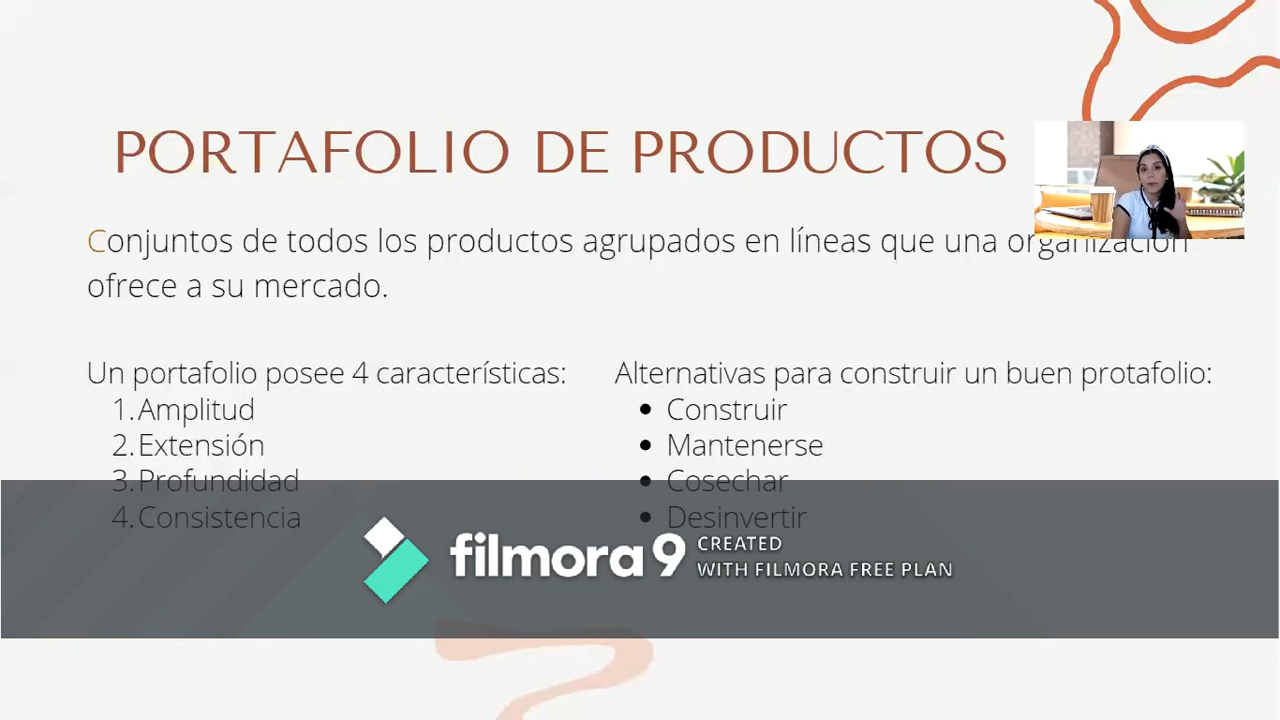 PORTAFOLIO DE PRODUCTOS
Conjuntos de todos los productos agrupados en líneas que una organización
ofrece a su mercado.
Un portafolio posee 4 características:
1. Amplitud
2. Extensión
3. Profundidad
4. Consistencia
Alternativas para construir un buen protafolio:
• Construir
• Mantenerse
• Cosechar
• Desinvertir
filmora 9 CREATED
WITH FILMORA FREE PLAN